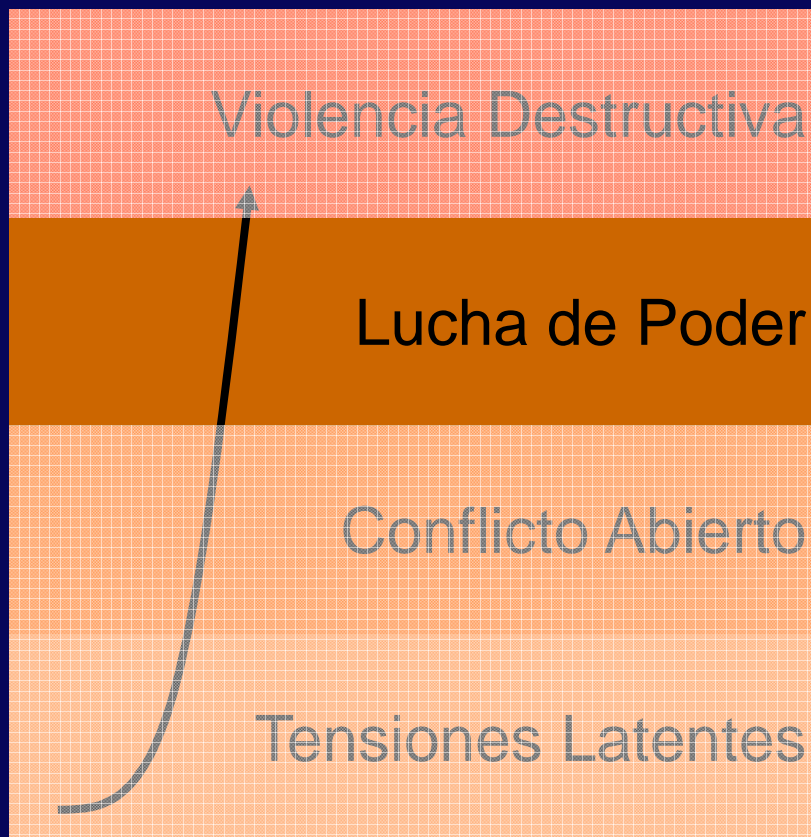 Violencia Destructiva
Lucha de Poder
Conflicto Abierto
Tensiones Latentes